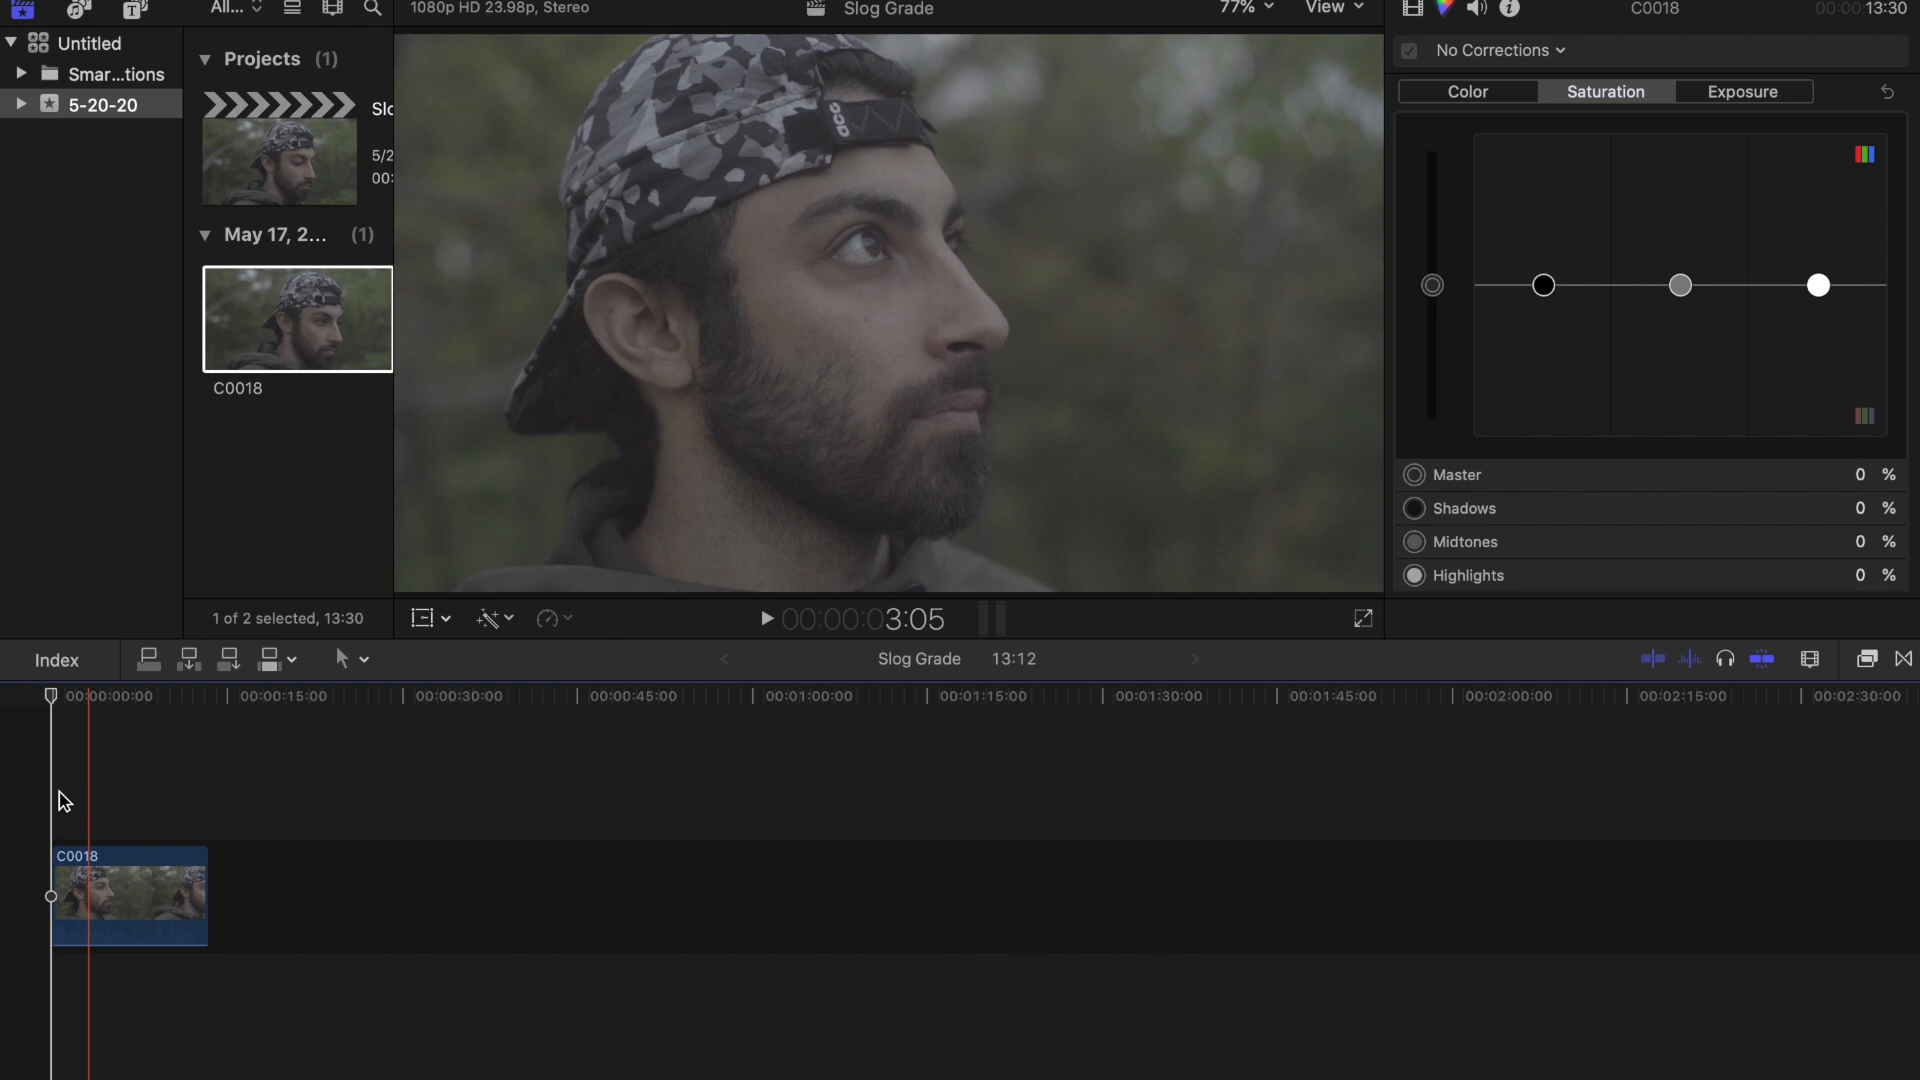 All...
1080p HD 23.98p, Stereo
Slog Grade
77%
View
C0018
00:00:13:30
Untitled
Projects (1)
No Corrections
Smar...tions
Color
Saturation
Exposure
5-20-20
Slo
5/2
00:
May 17, 2... (1)
C0018
Master 0 %
Shadows 0 %
Midtones 0 %
Highlights 0 %
1 of 2 selected, 13:30
00:00:03:05
Index
Slog Grade 13:12
00:00:00:00
00:00:15:00
00:00:30:00
00:00:45:00
00:01:00:00
00:01:15:00
00:01:30:00
00:01:45:00
00:02:00:00
00:02:15:00
00:02:30:00
C0018